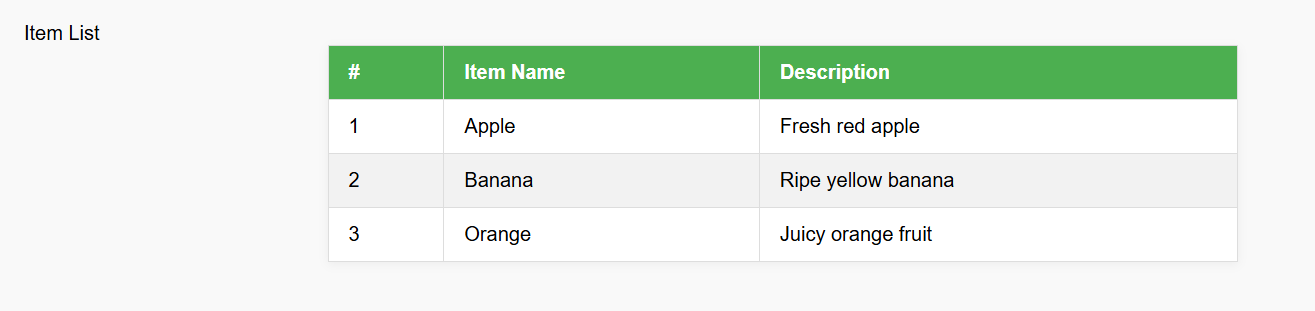 Item List
# Item Name Description
1 Apple Fresh red apple
2 Banana Ripe yellow banana
3 Orange Juicy orange fruit